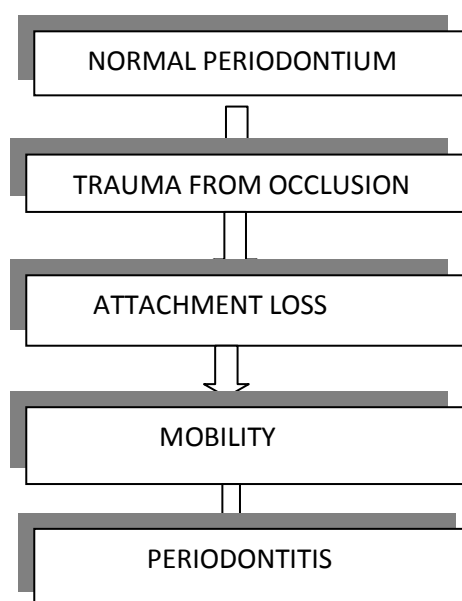 NORMAL PERIODONTIUM
TRAUMA FROM OCCLUSION
ATTACHMENT LOSS
MOBILITY
PERIODONTITIS